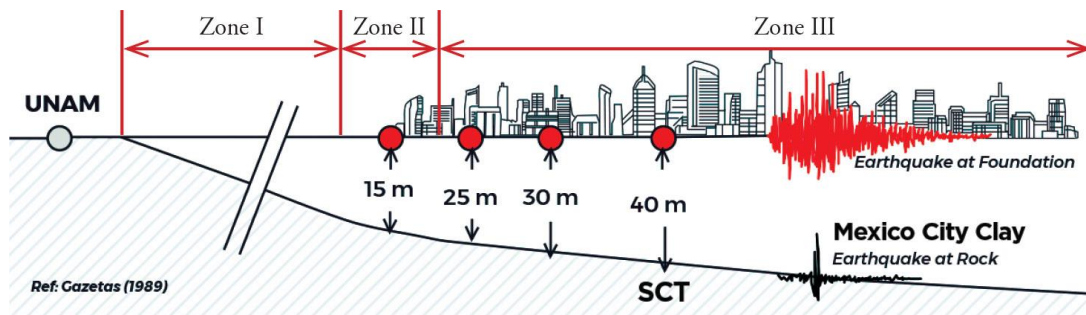 Zone I
Zone II
Zone III
UNAM
15 m
25 m
30 m
40 m
Earthquake at Foundation
Mexico City Clay
Earthquake at Rock
Ref: Gazetas (1989)
SCT